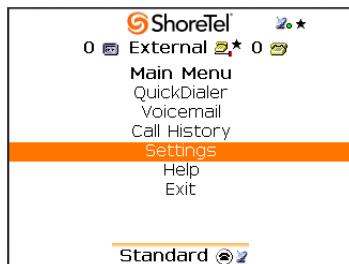 ShoreTel
0 External 0
Main Menu
QuickDialer
Voicemail
Call History
Settings
Help
Exit
Standard